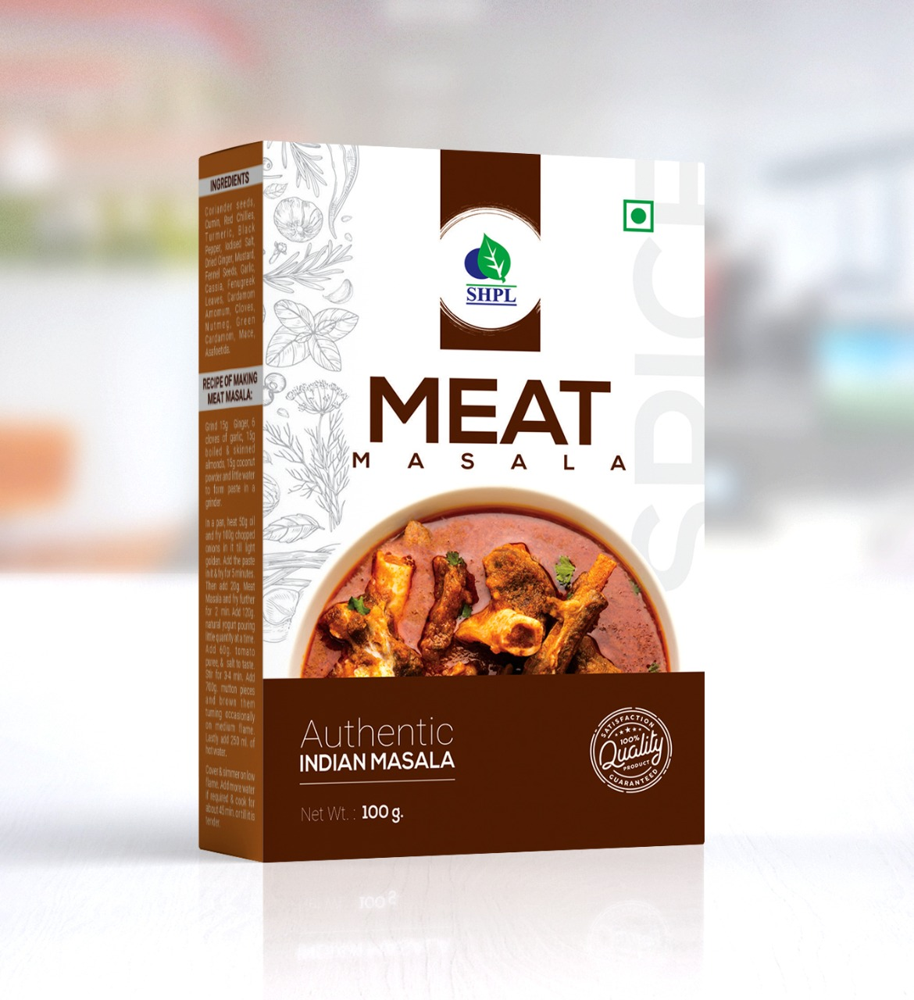 INGREDIENTS
Coriander seeds,
Cumin, Red Chillies,
Turmeric, Black
Pepper, Iodised Salt,
Dried Ginger, Mustard,
Fennel Seeds, Garlic,
Cassia, Fenugreek
Leaves, Cardamom
Amomum, Cloves,
Nutmeg, Green
Cardamom, Mace,
Asafoetida.
RECIPE OF MAKING
MEAT MASALA:
Grind 15g Ginger, 6
cloves of garlic, 15g
boiled & skinned
almonds, 15g coconut
powder and little water
to form paste in a
grinder.
In a pan, heat 50g oil
and fry 100g chopped
onions in it till light
golden. Add the paste
in it & fry for 5 minutes.
Then add 20g. Meat
Masala and fry further
for 2 min. Add 120g.
natural yogurt pouring
little quantity at a time.
Add 60g. tomato
puree, & salt to taste.
Stir for 3-4 min. Add
700g. mutton pieces
and brown them
turning occasionally
on medium flame.
Lastly add 250 ml. of
hot water.
Cover & simmer on low
flame. Add more water
if required & cook for
about 45 min. or till it is
tender.
SHPL
MEAT
MASALA
SPICE
Authentic
INDIAN MASALA
Net Wt. : 100 g.
SATISFACTION
100%
Quality
PRODUCT
GUARANTEED